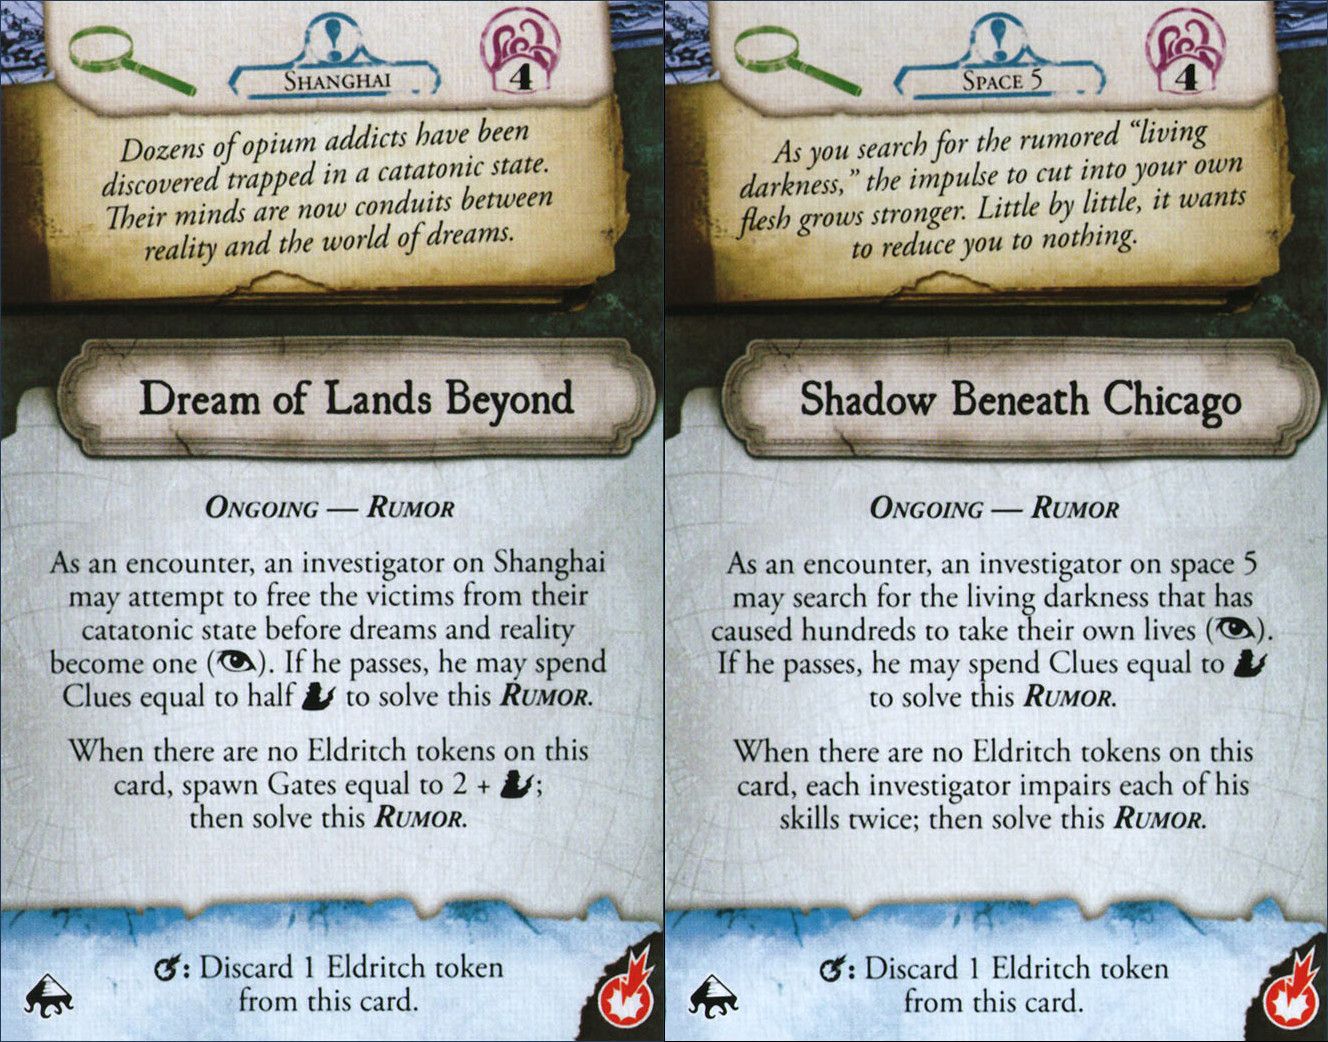 SHANGHAI
4
Dozens of opium addicts have been
discovered trapped in a catatonic state.
Their minds are now conduits between
reality and the world of dreams.
Dream of Lands Beyond
ONGOING — RUMOR
As an encounter, an investigator on Shanghai
may attempt to free the victims from their
catatonic state before dreams and reality
become one ( ). If he passes, he may spend
Clues equal to half to solve this RUMOR.
When there are no Eldritch tokens on this
card, spawn Gates equal to 2 + ;
then solve this RUMOR.
: Discard 1 Eldritch token
from this card.
SPACE 5
4
As you search for the rumored “living
darkness,” the impulse to cut into your own
flesh grows stronger. Little by little, it wants
to reduce you to nothing.
Shadow Beneath Chicago
ONGOING — RUMOR
As an encounter, an investigator on space 5
may search for the living darkness that has
caused hundreds to take their own lives ( ).
If he passes, he may spend Clues equal to
to solve this RUMOR.
When there are no Eldritch tokens on this
card, each investigator impairs each of his
skills twice; then solve this RUMOR.
: Discard 1 Eldritch token
from this card.